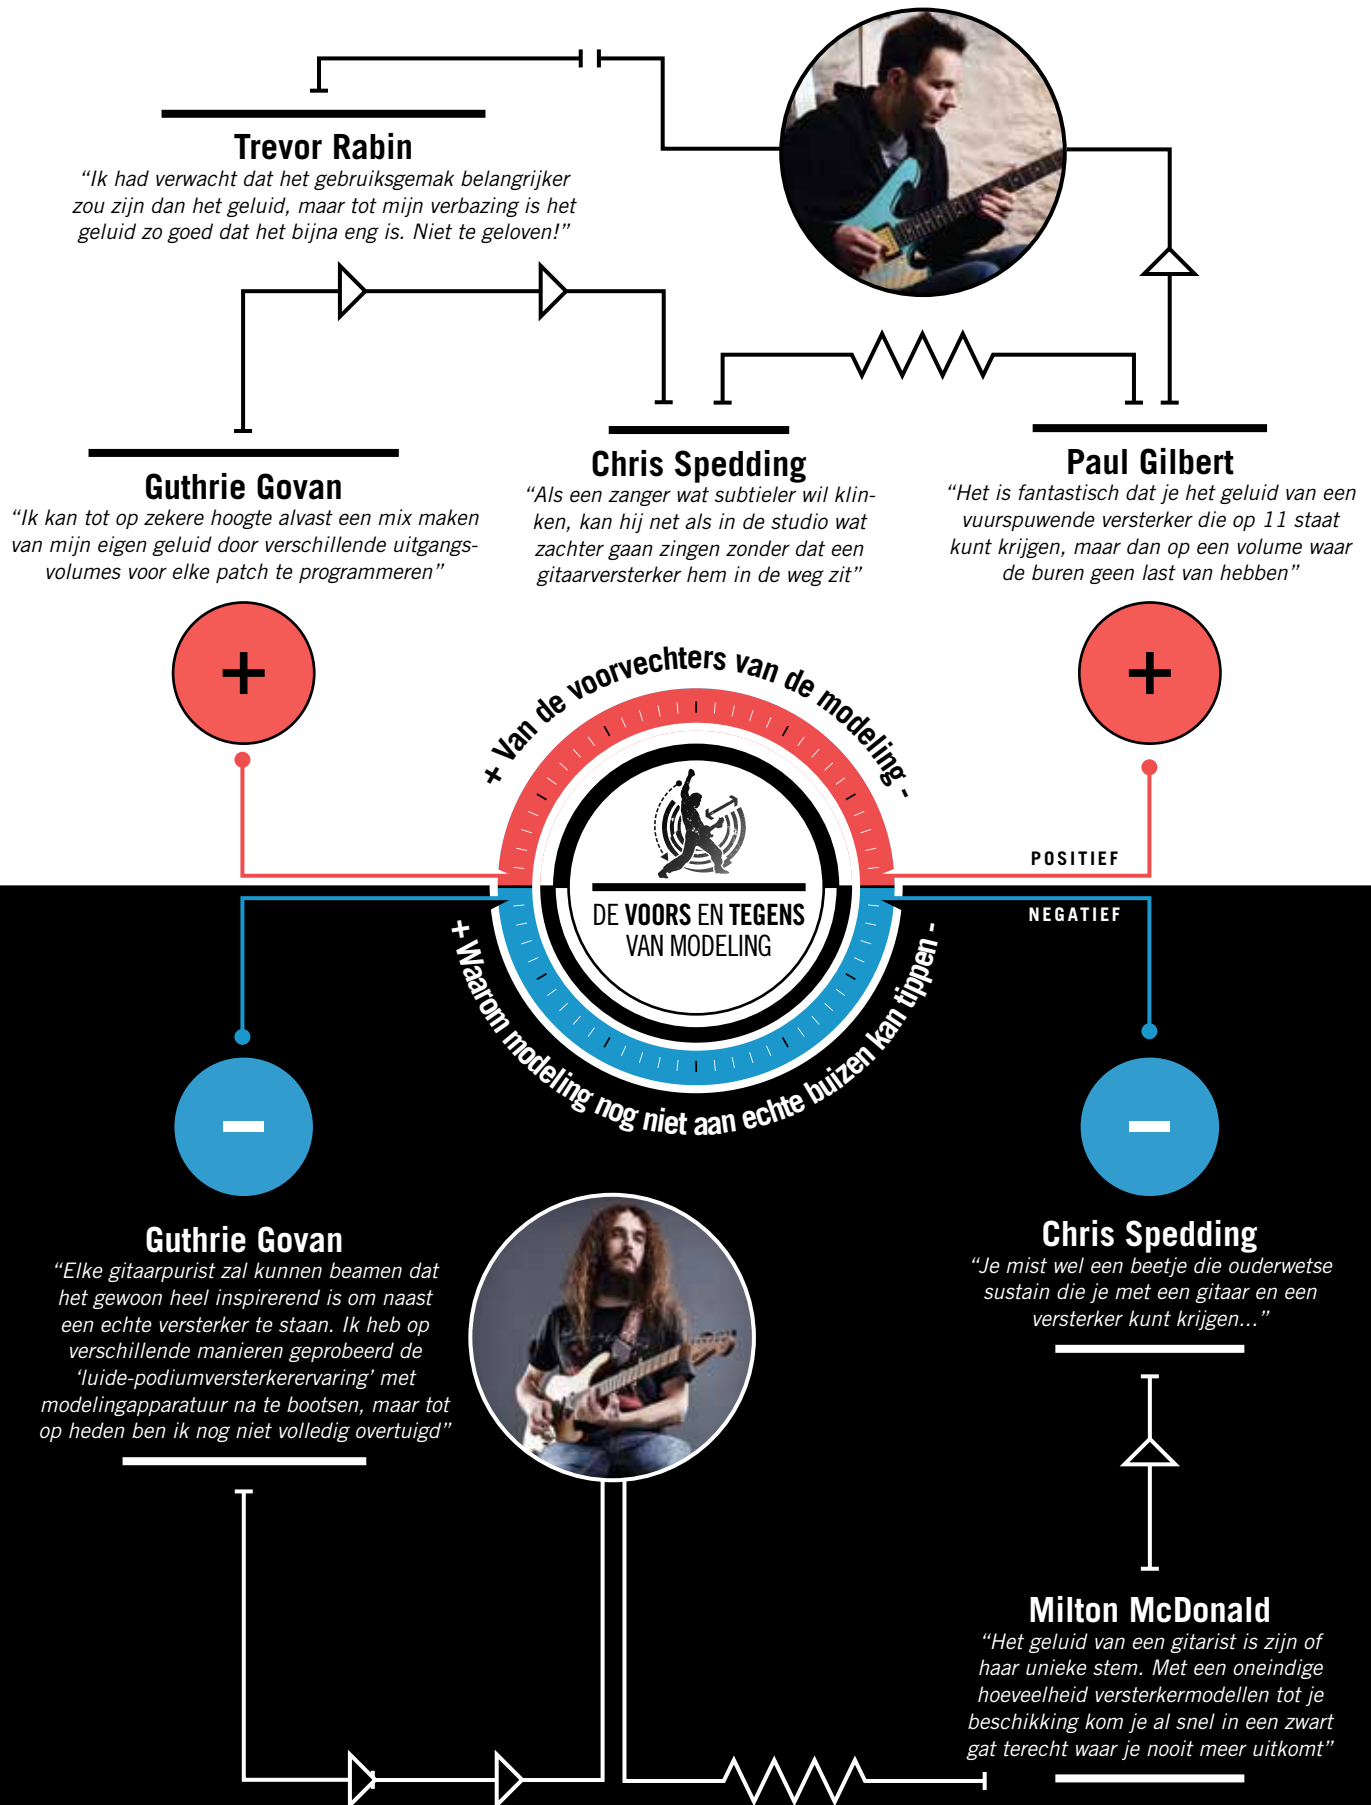 Trevor Rabin
“Ik had verwacht dat het gebruiksgemak belangrijker
zou zijn dan het geluid, maar tot mijn verbazing is het
geluid zo goed dat het bijna eng is. Niet te geloven!”
Guthrie Govan
“Ik kan tot op zekere hoogte alvast een mix maken
van mijn eigen geluid door verschillende uitgangs-
volumes voor elke patch te programmeren”
Chris Spedding
“Als een zanger wat subtieler wil klin-
ken, kan hij net als in de studio wat
zachter gaan zingen zonder dat een
gitaarversterker hem in de weg zit”
Paul Gilbert
“Het is fantastisch dat je het geluid van een
vuurspuwende versterker die op 11 staat
kunt krijgen, maar dan op een volume waar
de buren geen last van hebben”
+
+
+ Van de voorvechters van de modeling -
POSITIEF
DE VOORS EN TEGENS
VAN MODELING
NEGATIEF
+ Waarom modeling nog niet aan echte buizen kan tippen -
–
–
Guthrie Govan
“Elke gitaarpurist zal kunnen beamen dat
het gewoon heel inspirerend is om naast
een echte versterker te staan. Ik heb op
verschillende manieren geprobeerd de
‘luide-podiumversterkerervaring’ met
modelingapparatuur na te bootsen, maar tot
op heden ben ik nog niet volledig overtuigd”
Chris Spedding
“Je mist wel een beetje die ouderwetse
sustain die je met een gitaar en een
versterker kunt krijgen...”
Milton McDonald
“Het geluid van een gitarist is zijn of
haar unieke stem. Met een oneindige
hoeveelheid versterkermodellen tot je
beschikking kom je al snel in een zwart
gat terecht waar je nooit meer uitkomt”